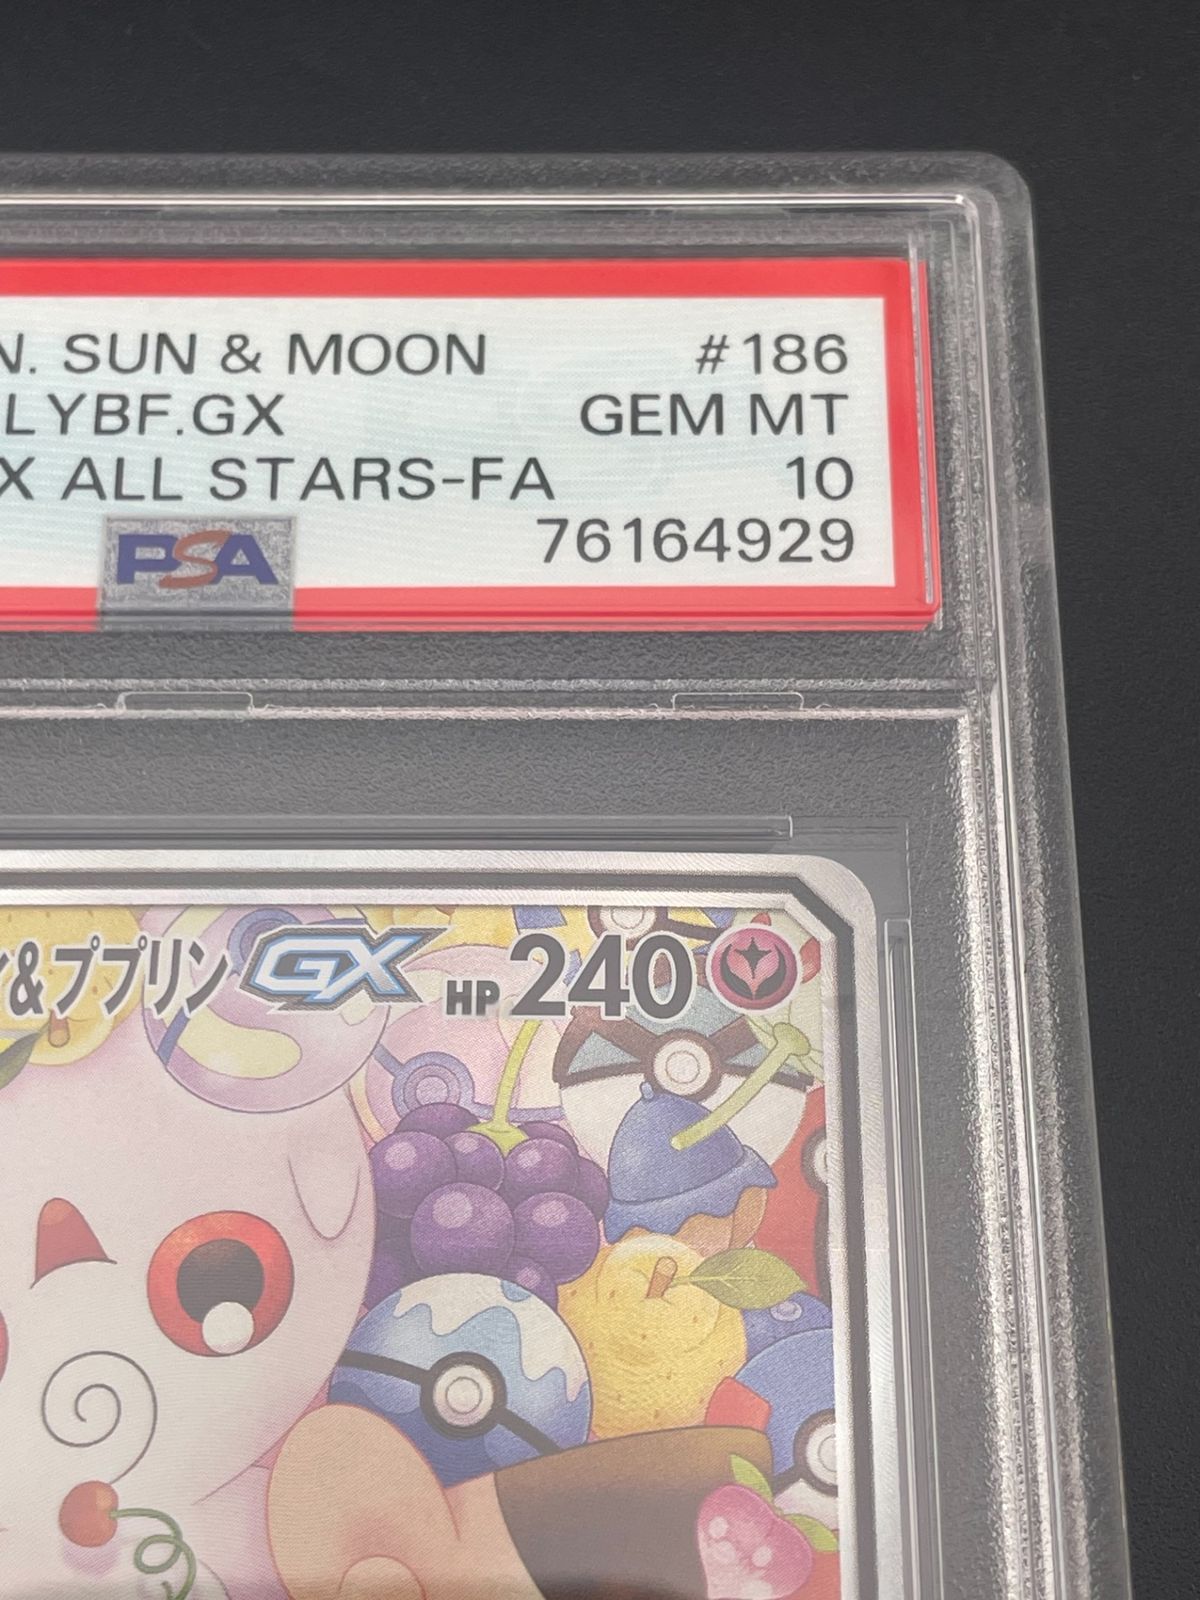 N. SUN & MOON #186
LYBF.GX GEM MT
X ALL STARS-FA 10
PSA 76164929
&ププリン GX HP 240